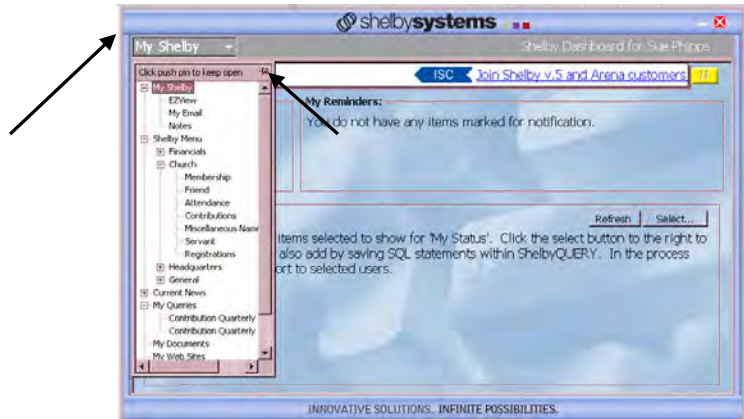 shelbysystems
My Shelby
Shelby Dashboard for Sue Phipps
Click push pin to keep open
ISC
Join Shelby v.5 and Arena customers
My Shelby
EZView
My Email
Notes
Shelby Menu
Financials
Church
Membership
Friend
Attendance
Contributions
Miscellaneous Name
Servant
Registrations
Headquarters
General
Current News
My Queries
Contribution Quarterly
Contribution Quarterly
My Documents
My Web Sites
My Reminders:
You do not have any items marked for notification.
Refresh
Select...
items selected to show for 'My Status'. Click the select button to the right to
also add by saving SQL statements within ShelbyQUERY. In the process
ort to selected users.
INNOVATIVE SOLUTIONS. INFINITE POSSIBILITIES.